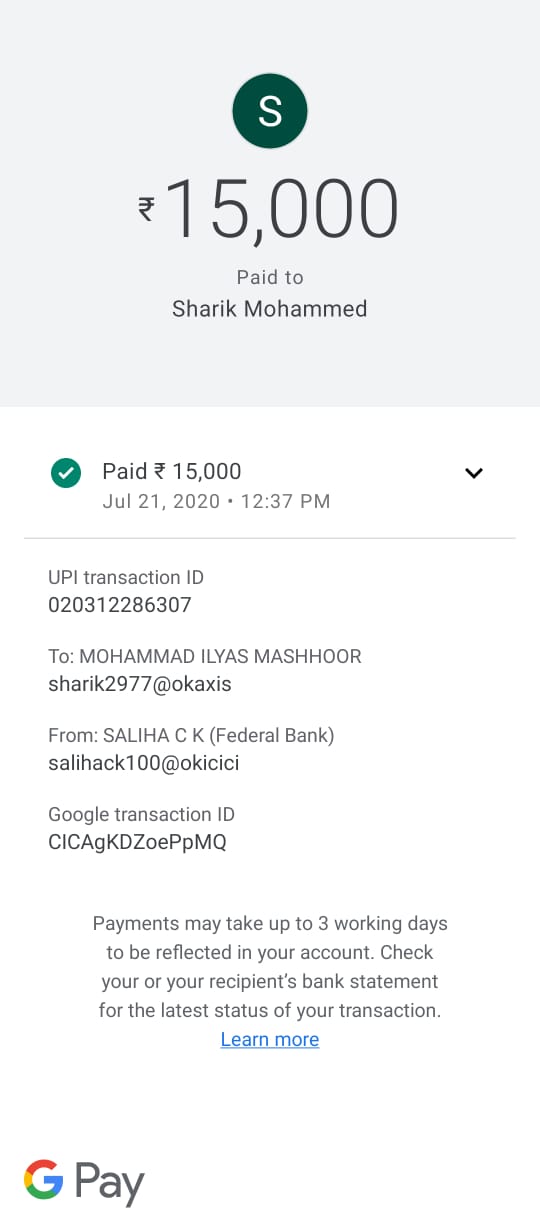 S
₹15,000
Paid to
Sharik Mohammed
Paid ₹ 15,000
Jul 21, 2020 • 12:37 PM
UPI transaction ID
020312286307
To: MOHAMMAD ILYAS MASHHOOR
sharik2977@okaxis
From: SALIHA C K (Federal Bank)
salihack100@okicici
Google transaction ID
CICAgKDZoePpMQ
Payments may take up to 3 working days
to be reflected in your account. Check
your or your recipient’s bank statement
for the latest status of your transaction.
Learn more
G Pay